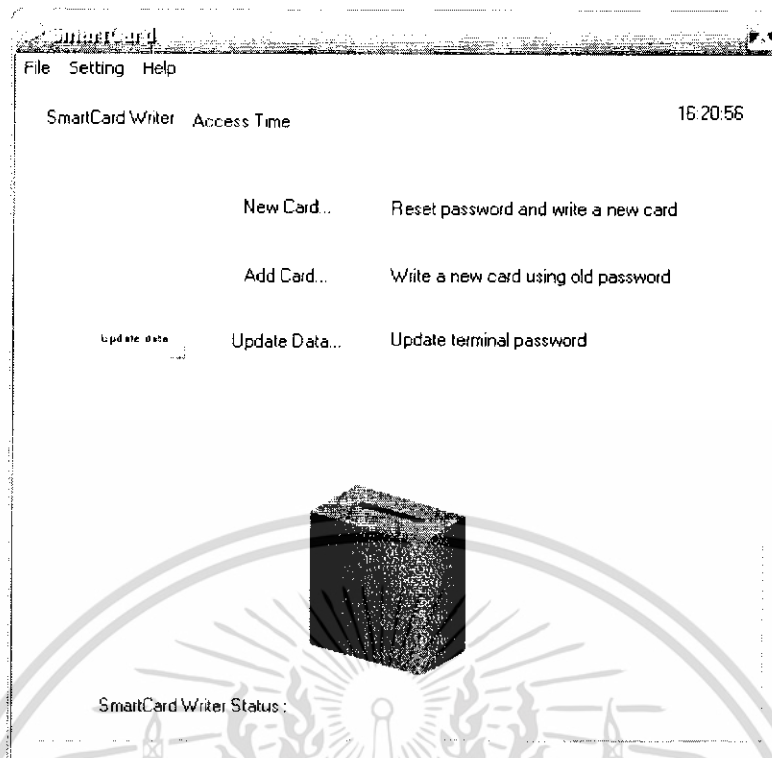 SmartCard
File Setting Help
SmartCard Writer Access Time 16:20:56
New Card... Reset password and write a new card
Add Card... Write a new card using old password
Update data Update Data... Update terminal password
SmartCard Writer Status :